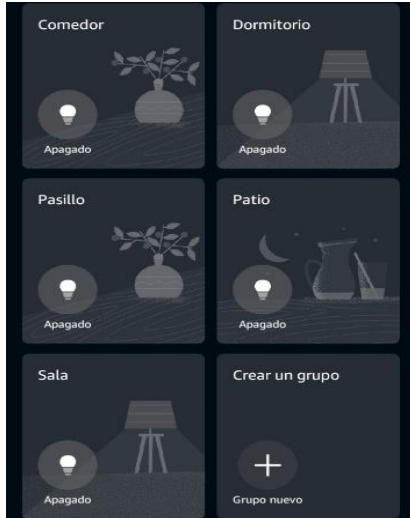 Comedor
Dormitorio
Apagado
Apagado
Pasillo
Patio
Apagado
Apagado
Sala
Crear un grupo
Apagado
Grupo nuevo